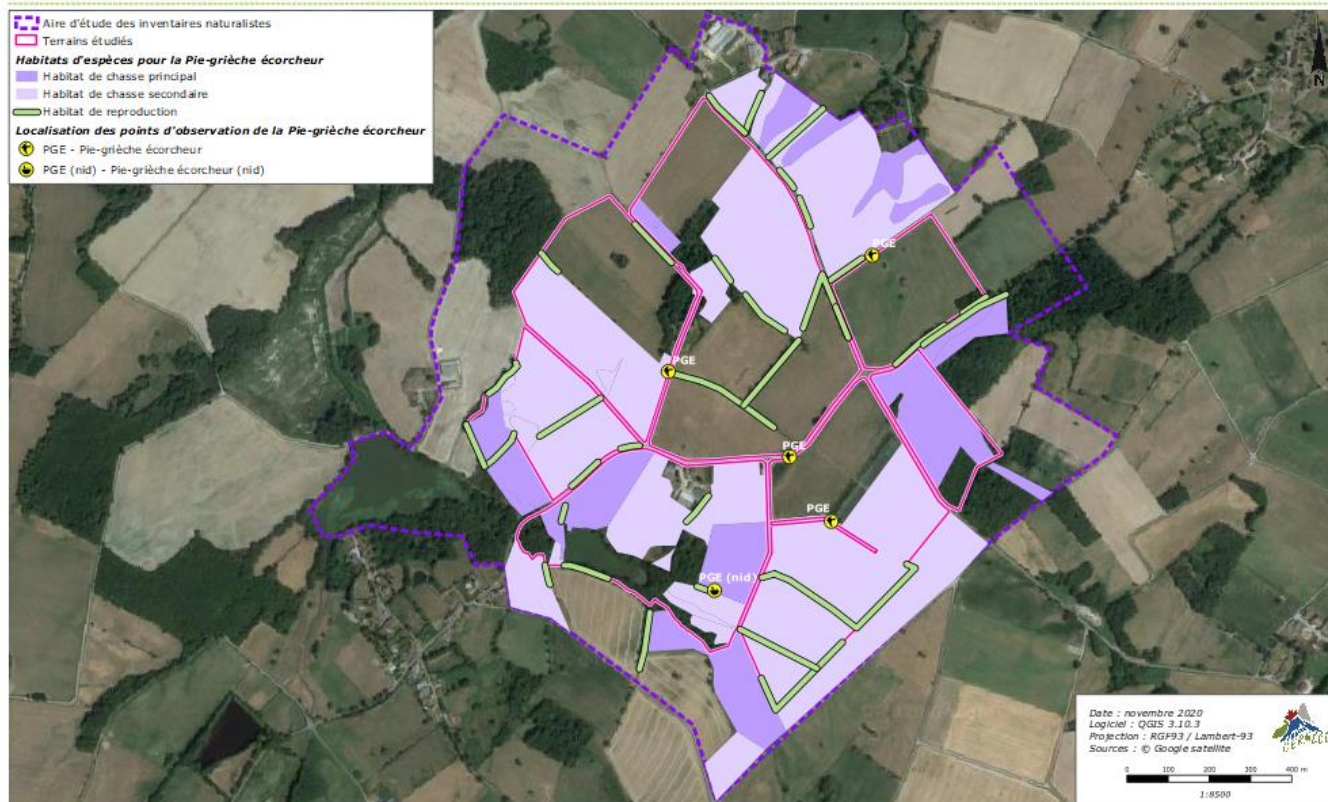 Aire d'étude des inventaires naturalistes
Terrains étudiés
Habitats d'espèces pour la Pie-grièche écorcheur
Habitat de chasse principal
Habitat de chasse secondaire
Habitat de reproduction
Localisation des points d'observation de la Pie-grièche écorcheur
PGE - Pie-grièche écorcheur
PGE (nid) - Pie-grièche écorcheur (nid)
N
PGE
PGE
PGE
PGE
PGE (nid)
Date : novembre 2020
Logiciel : QGIS 3.10.3
Projection : RGF93 / Lambert-93
Sources : © Google satellite
0 100 200 300 400 m
1:8500